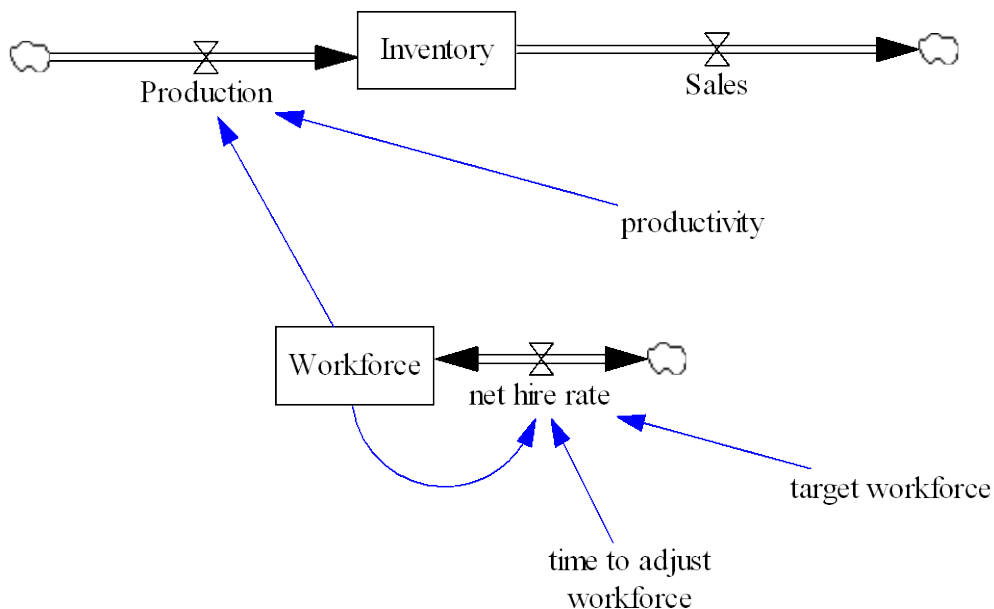 Inventory
Production
Sales
productivity
Workforce
net hire rate
target workforce
time to adjust
workforce